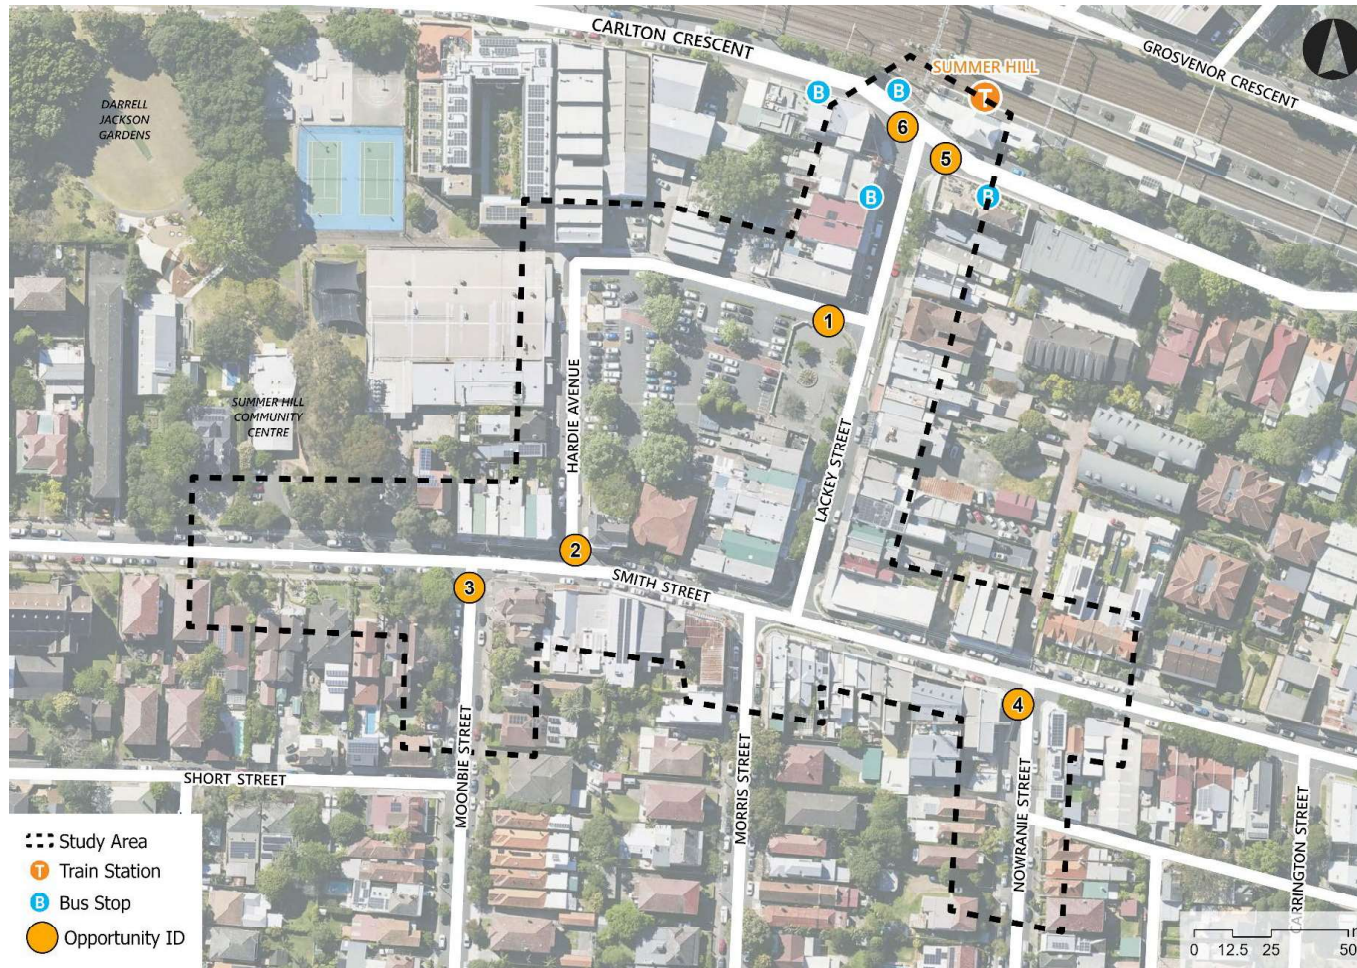 CARLTON CRESCENT
GROSVENOR CRESCENT
SUMMER HILL
T
B
B
B
B
6
5
DARRELL
JACKSON
GARDENS
1
HARDIE AVENUE
LACKEY STREET
SUMMER HILL
COMMUNITY
CENTRE
2
3
SMITH STREET
4
SHORT STREET
MOONBIE STREET
MORRIS STREET
NOWRANIE STREET
CARRINGTON STREET
Study Area
T Train Station
B Bus Stop
Opportunity ID
m
0 12.5 25 50